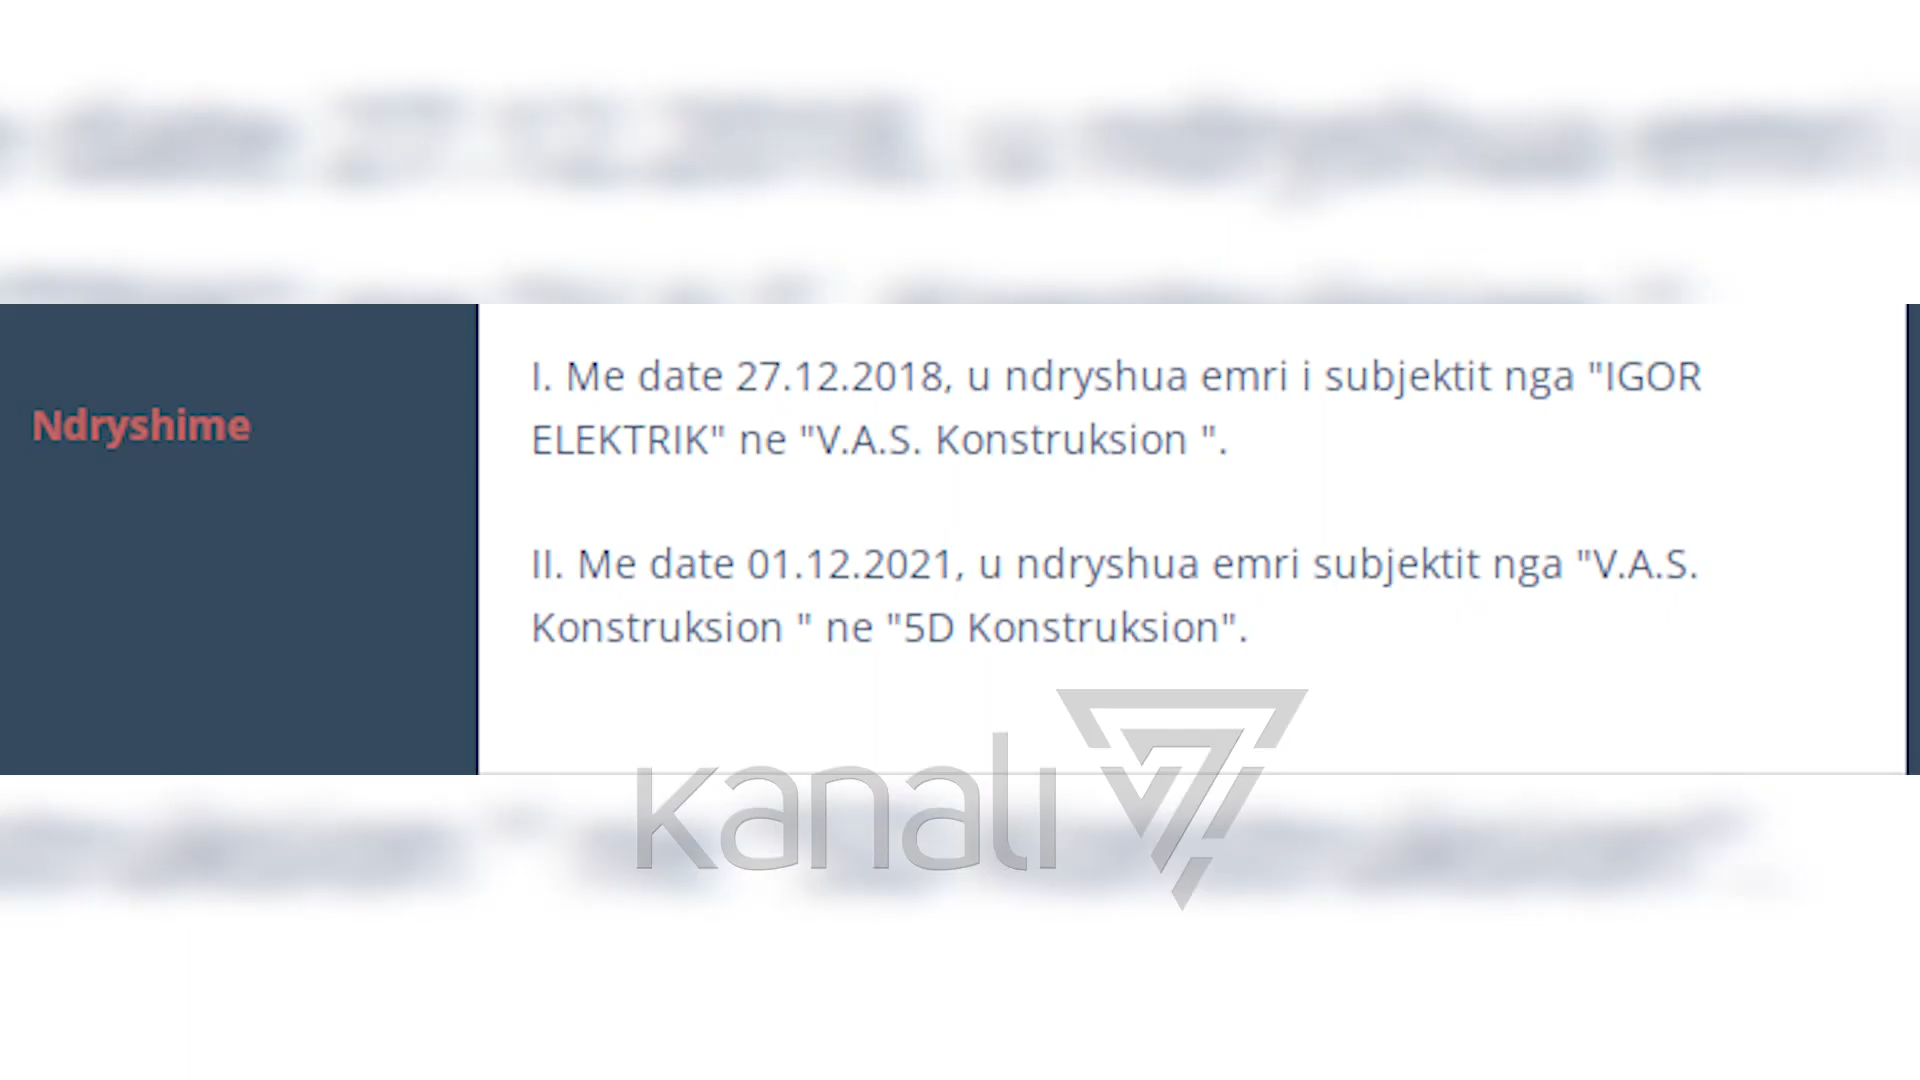 Ndryshime
I. Me date 27.12.2018, u ndryshua emri i subjektit nga "IGOR
ELEKTRIK" ne "V.A.S. Konstruksion ".
II. Me date 01.12.2021, u ndryshua emri subjektit nga "V.A.S.
Konstruksion " ne "5D Konstruksion".
kanali 7